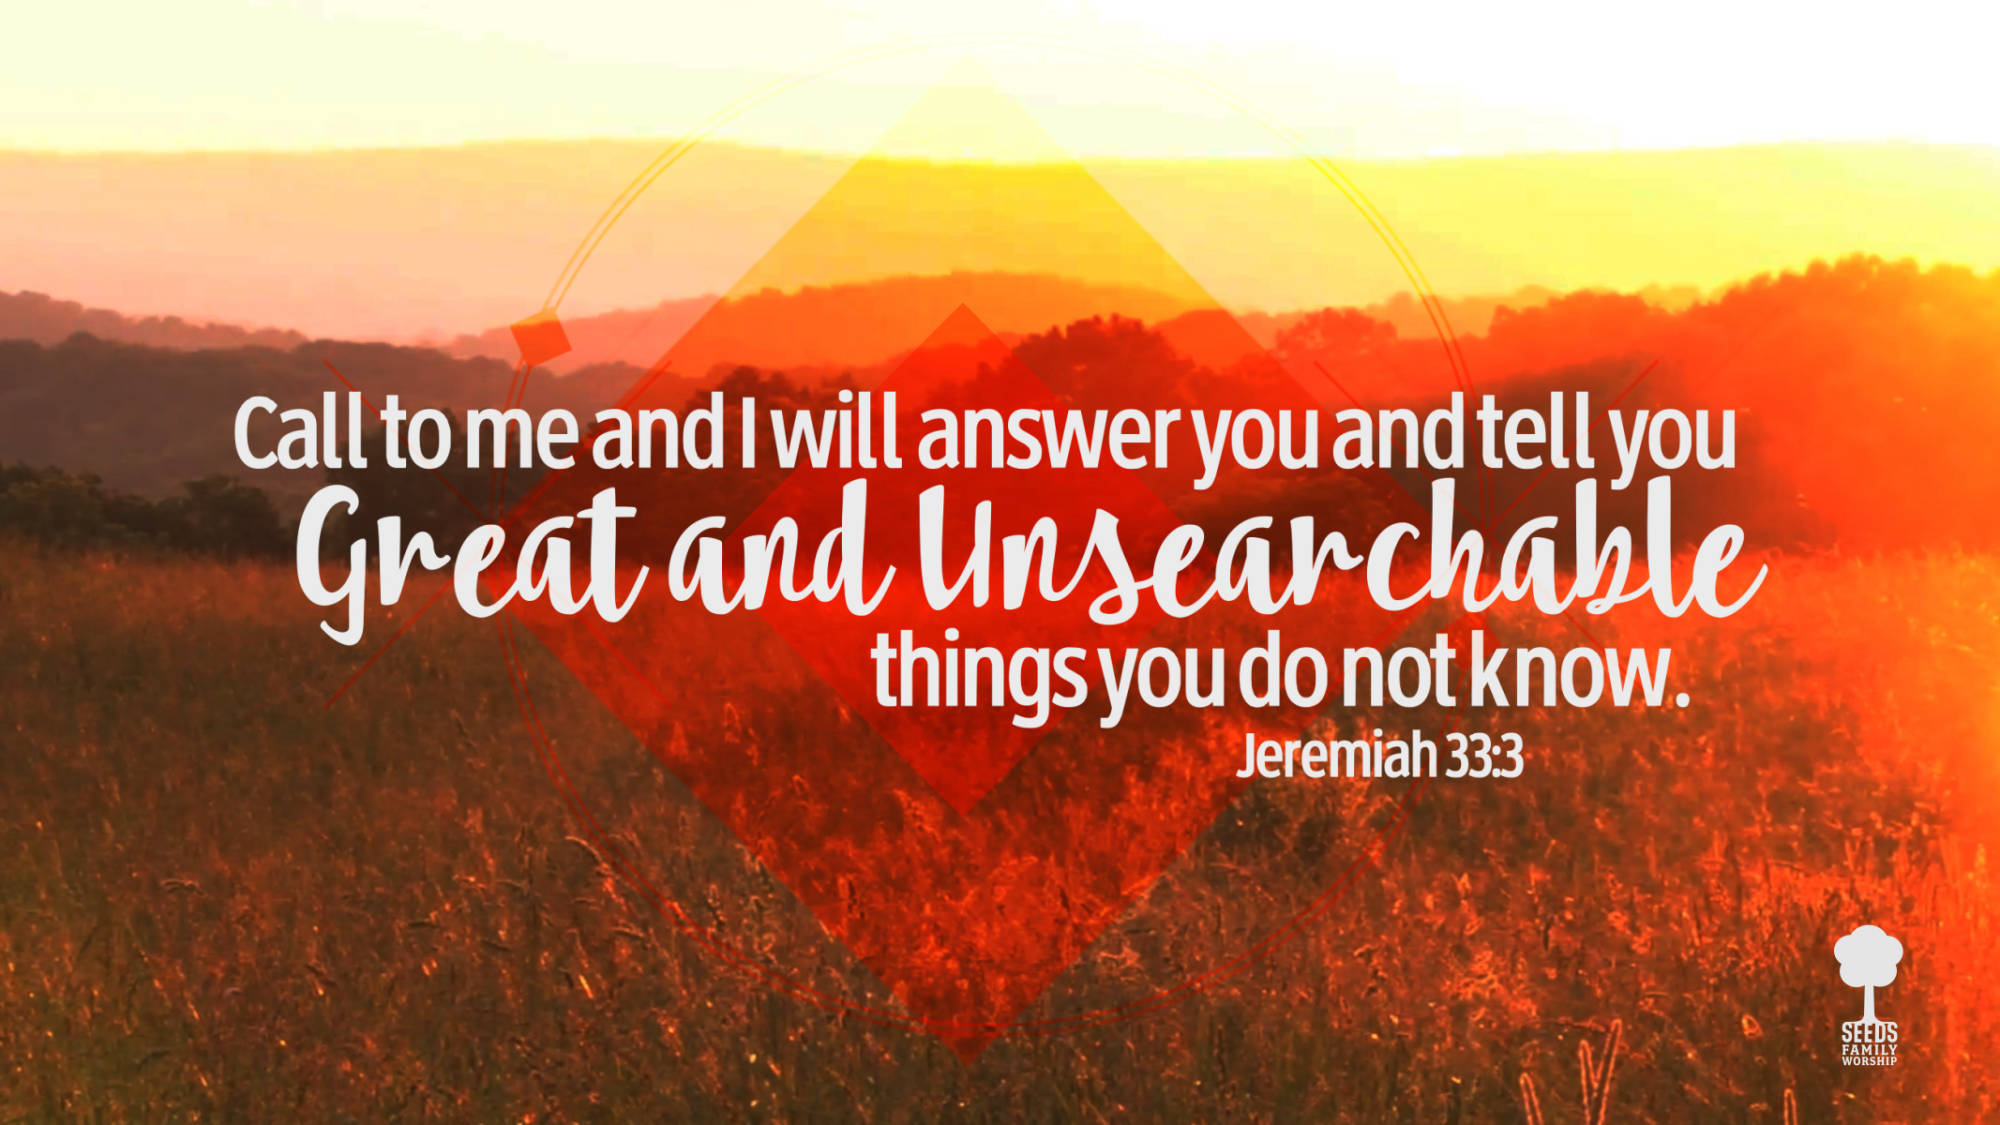 Call to me and I will answer you and tell you
Great and Unsearchable
things you do not know.
Jeremiah 33:3
SEEDS
FAMILY
WORSHIP